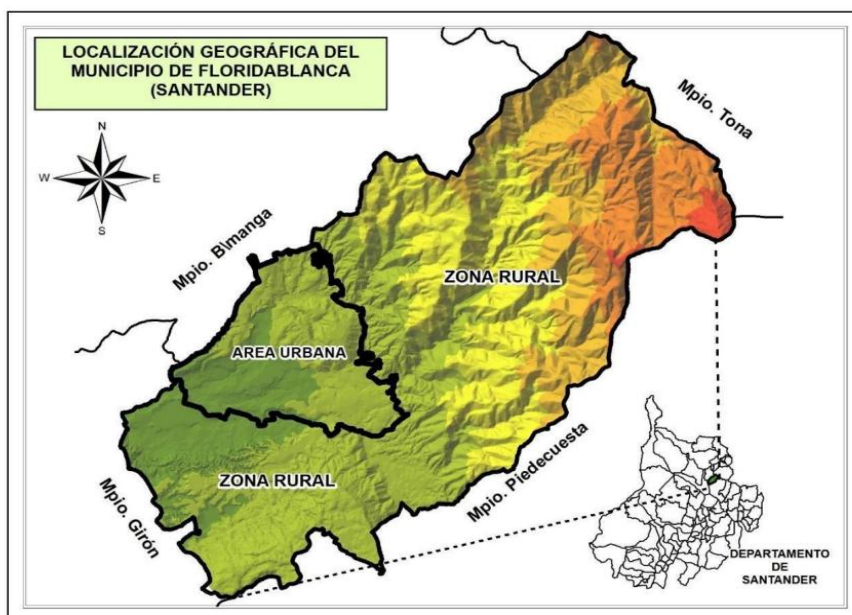 LOCALIZACIÓN GEOGRÁFICA DEL
MUNICIPIO DE FLORIDABLANCA
(SANTANDER)
N
W
E
S
Mpio. Tona
Mpio. B\manga
ZONA RURAL
AREA URBANA
ZONA RURAL
Mpio. Girón
Mpio. Piedecuesta
DEPARTAMENTO
DE
SANTANDER